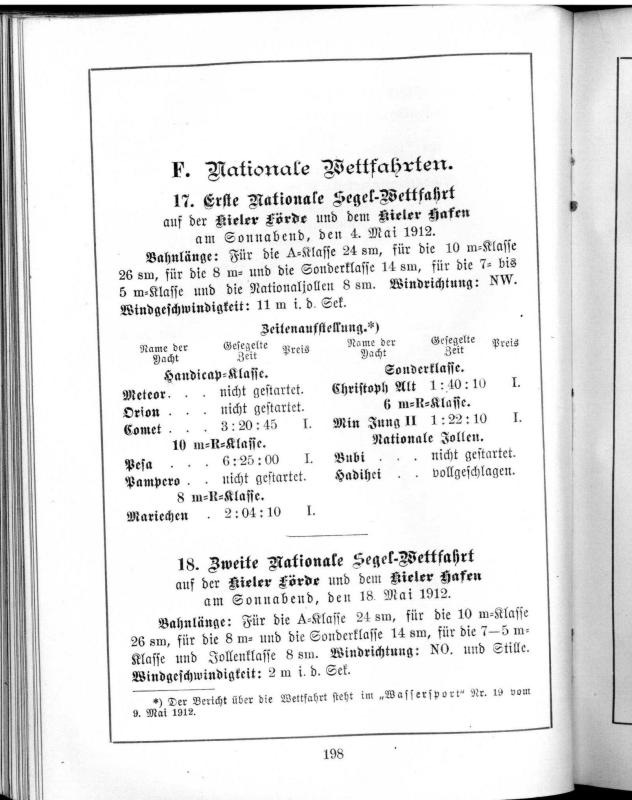 F. Nationale Wettfahrten.
17. Erste Nationale Segel-Wettfahrt
auf der Kieler Förde und dem Kieler Hafen
am Sonnabend, den 4. Mai 1912.
Bahnlänge: Für die A-Klasse 24 sm, für die 10 m-Klasse
26 sm, für die 8 m- und die Sonderklasse 14 sm, für die 7- bis
5 m-Klasse und die Nationaljollen 8 sm. Windrichtung: NW.
Windgeschwindigkeit: 11 m i. d. Sek.
Zeitenaufstellung.*)
Name der Yacht Gesegelte Zeit Preis
Handicap-Klasse.
Meteor . . . nicht gestartet.
Orion . . . nicht gestartet.
Comet . . . 3:20:45 I.
10 m-R-Klasse.
Pesa . . . 6:25:00 I.
Pampero . . nicht gestartet.
8 m-R-Klasse.
Mariechen . 2:04:10 I.
Name der Yacht Gesegelte Zeit Preis
Sonderklasse.
Christoph Alt 1:40:10 I.
6 m-R-Klasse.
Min Jung II 1:22:10 I.
Nationale Jollen.
Bubi . . . nicht gestartet.
Hadihei . . vollgeschlagen.
18. Zweite Nationale Segel-Wettfahrt
auf der Kieler Förde und dem Kieler Hafen
am Sonnabend, den 18. Mai 1912.
Bahnlänge: Für die A-Klasse 24 sm, für die 10 m-Klasse
26 sm, für die 8 m- und die Sonderklasse 14 sm, für die 7—5 m-
Klasse und Jollenklasse 8 sm. Windrichtung: NO. und Stille.
Windgeschwindigkeit: 2 m i. d. Sek.
*) Der Bericht über die Wettfahrt steht im „Wassersport" Nr. 19 vom
9. Mai 1912.
198